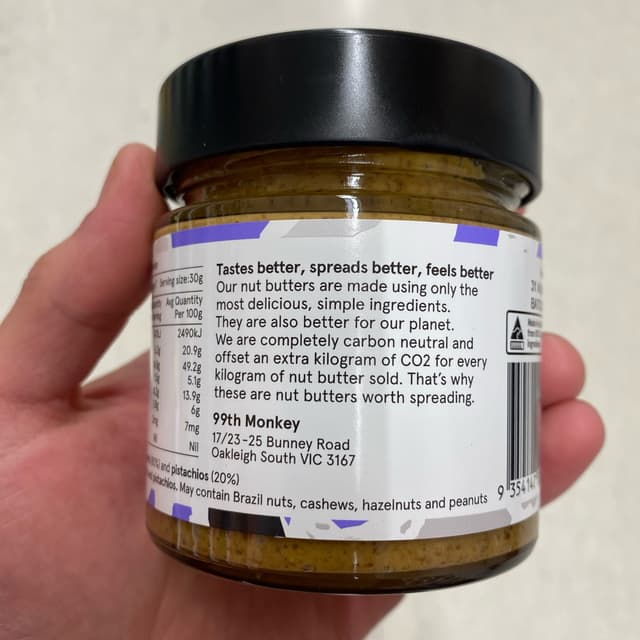 Serving size:30g
Avg Quantity
Per 100g
2490kJ
20.9g
49.2g
5.1g
13.9g
6g
7mg
Nil
Tastes better, spreads better, feels better
Our nut butters are made using only the
most delicious, simple ingredients.
They are also better for our planet.
We are completely carbon neutral and
offset an extra kilogram of CO2 for every
kilogram of nut butter sold. That's why
these are nut butters worth spreading.
99th Monkey
17/23-25 Bunney Road
Oakleigh South VIC 3167
and pistachios (20%)
pistachios. May contain Brazil nuts, cashews, hazelnuts and peanuts
9 354147